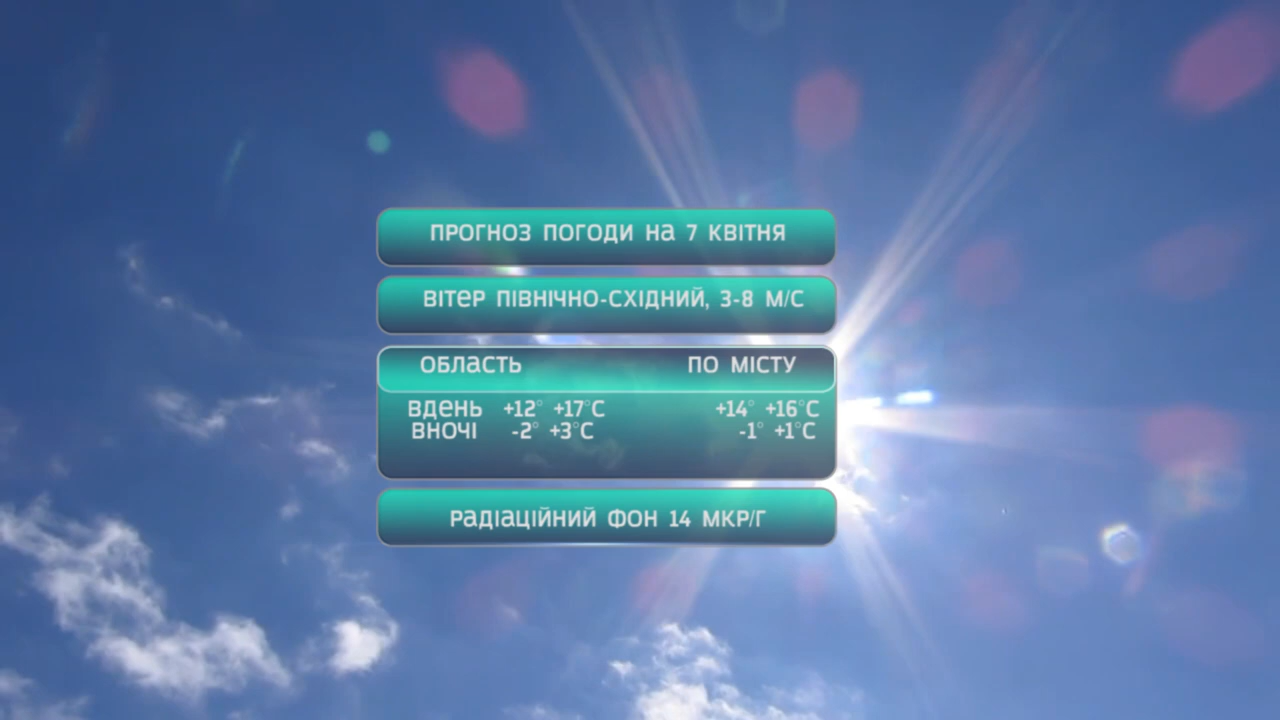 ПРОГНОЗ ПОГОДИ На 7 КВІТНЯ
ВІТеР ПІВНІЧНО-СХІДНИЙ, 3-8 М/С
ОБЛаСТЬ ПО МІСТУ
ВДеНЬ +12° +17°С +14° +16°С
ВНОЧІ -2° +3°С -1° +1°С
РаДІаЦІЙНИЙ ФОН 14 МКР/Г